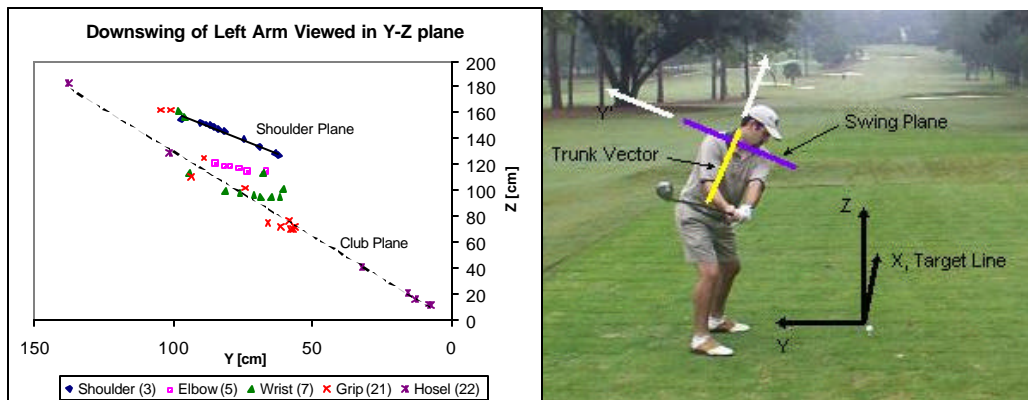 Downswing of Left Arm Viewed in Y-Z plane
200
180
160
140
120
100
80
60
40
20
0
Z [cm]
Shoulder Plane
Club Plane
150
100
50
0
Y [cm]
Shoulder (3)
Elbow (5)
Wrist (7)
Grip (21)
Hosel (22)
Y'
Swing Plane
Trunk Vector
Z
X, Target Line
Y